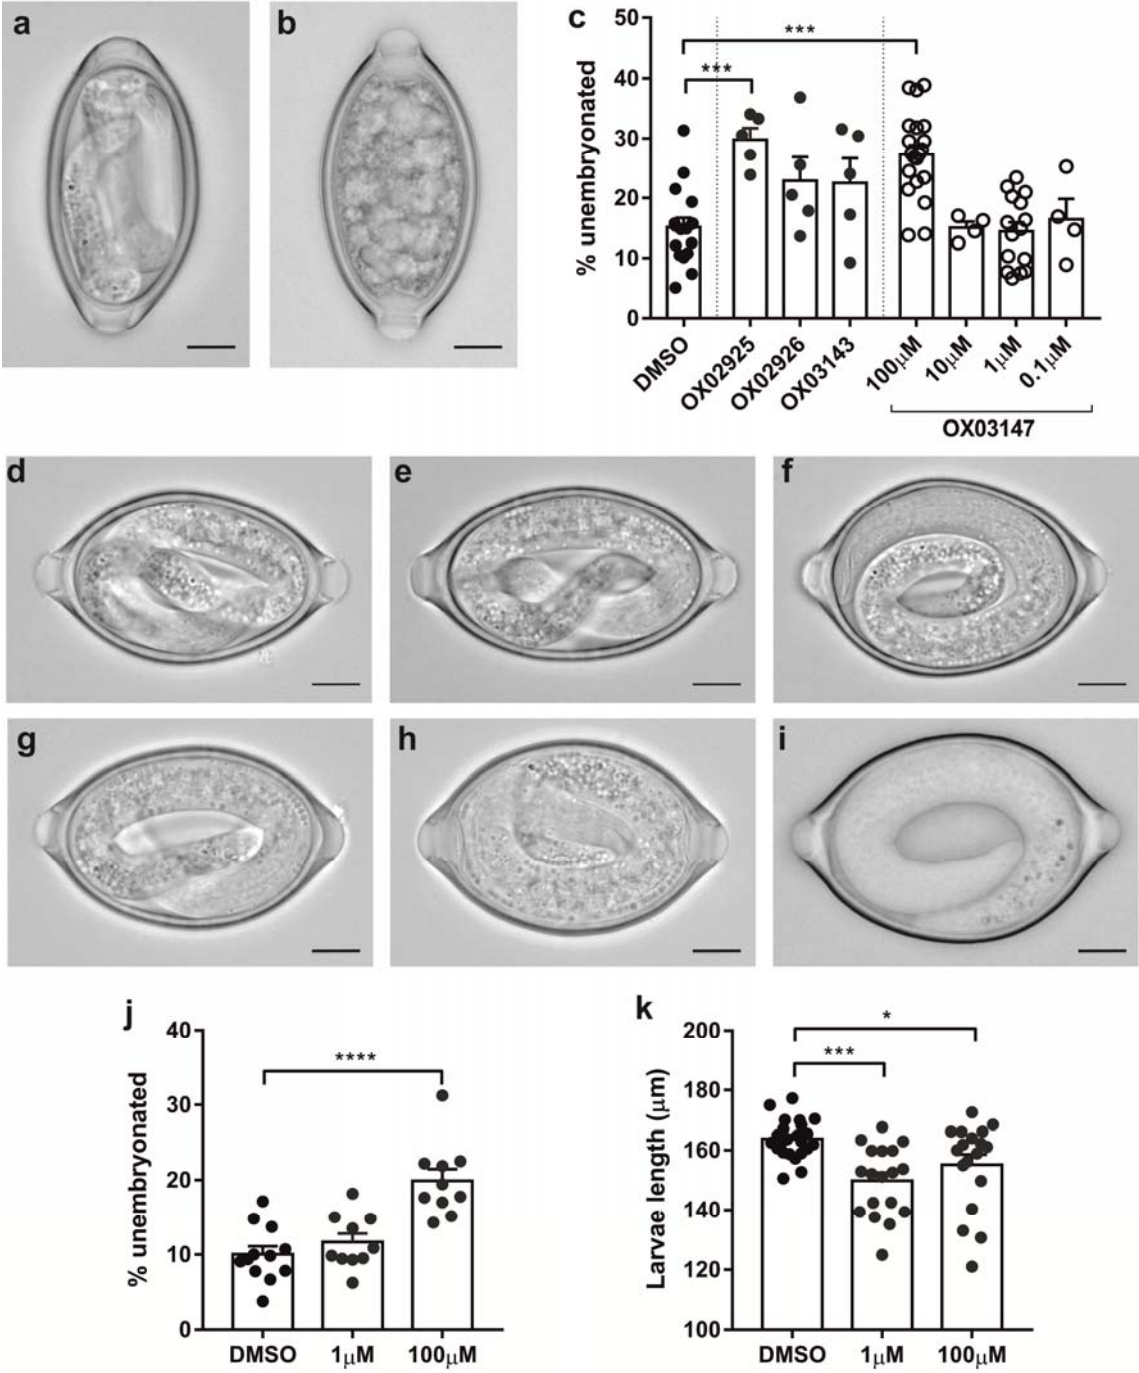 a
b
c
% unembryonated
50
40
30
20
10
0
***
***
DMSO
OX02925
OX02926
OX03143
100μM
10μM
1μM
0.1μM
OX03147
d
e
f
g
h
i
j
% unembryonated
40
30
20
10
0
****
DMSO
1μM
100μM
k
Larvae length (μm)
200
180
160
140
120
100
*
***
DMSO
1μM
100μM